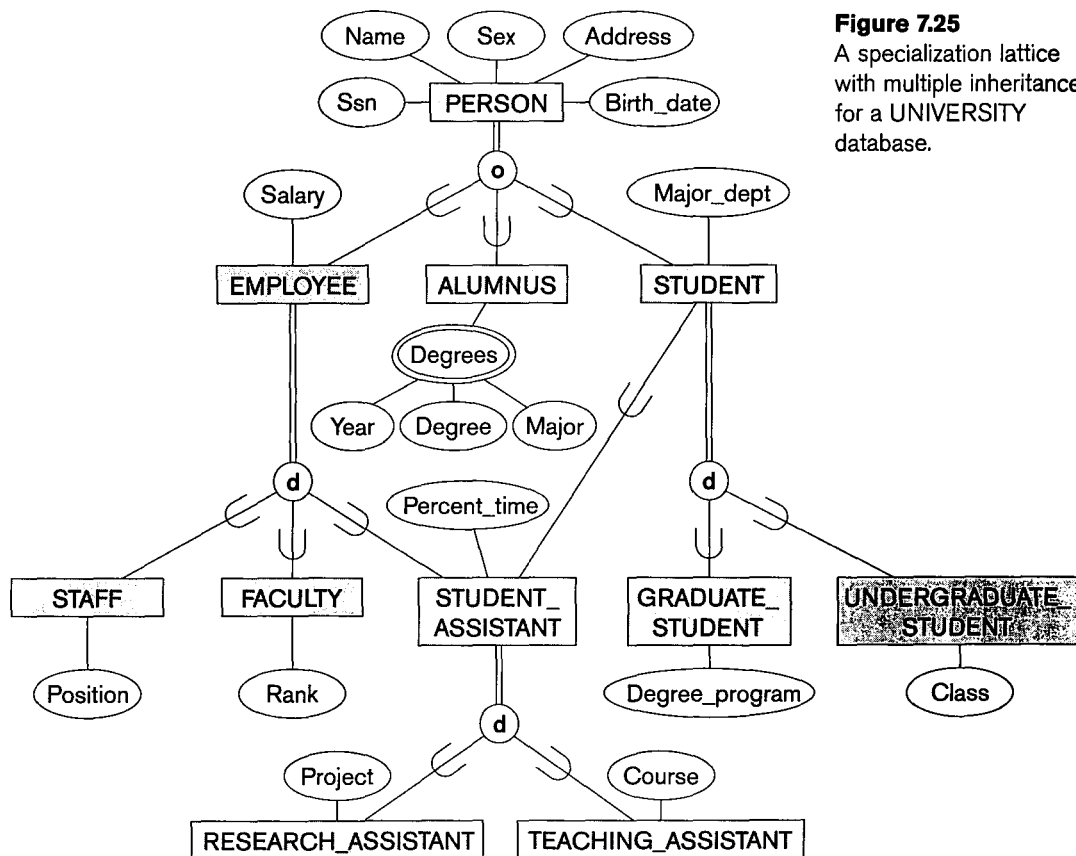 Figure 7.25
A specialization lattice
with multiple inheritance
for a UNIVERSITY
database.
Name
Sex
Address
Ssn
PERSON
Birth_date
o
Salary
Major_dept
EMPLOYEE
ALUMNUS
STUDENT
Degrees
Year
Degree
Major
d
d
Percent_time
STAFF
FACULTY
STUDENT_
ASSISTANT
GRADUATE_
STUDENT
UNDERGRADUATE_
STUDENT
Position
Rank
Degree_program
Class
d
Project
Course
RESEARCH_ASSISTANT
TEACHING_ASSISTANT